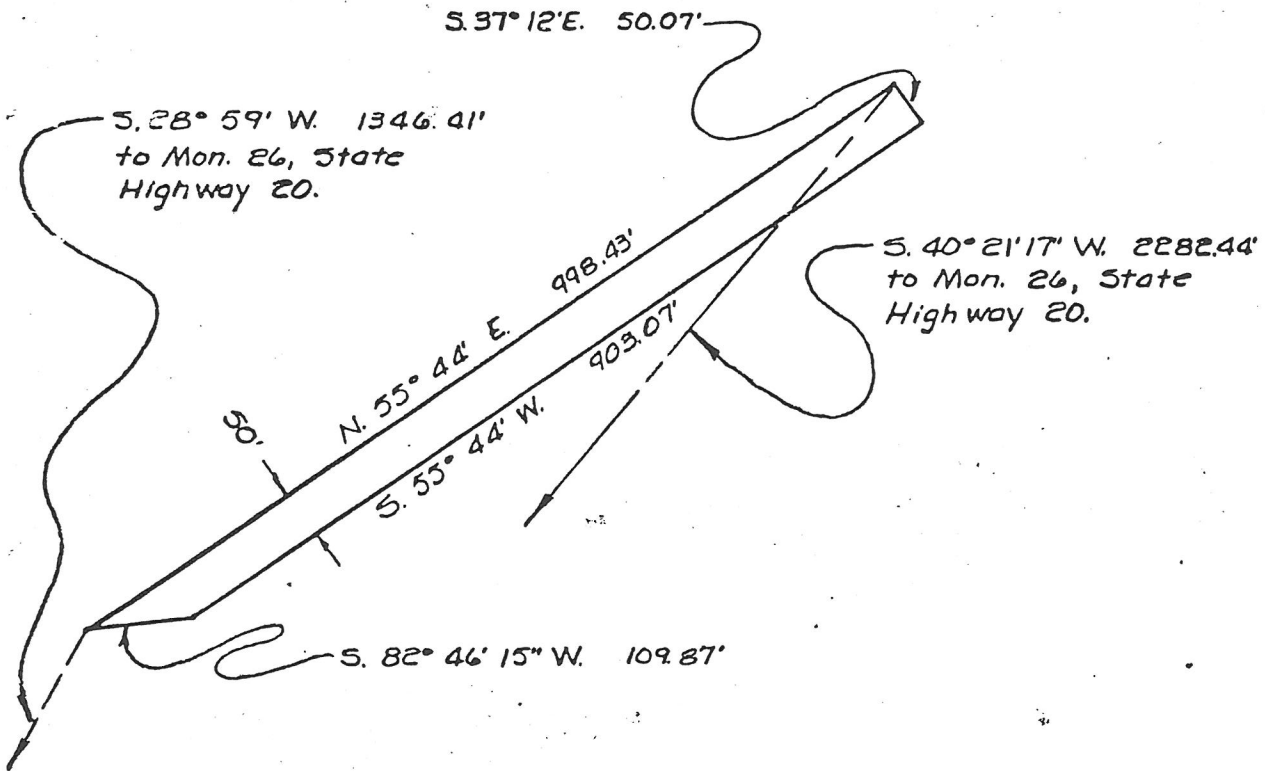 S. 37° 12' E. 50.07'
S. 28° 59' W. 1346.41'
to Mon. 26, State
Highway 20.
998.43'
S. 40° 21' 17' W. 2282.44'
to Mon. 26, State
Highway 20.
903.07'
N. 55° 44' E.
50'
S. 55° 44' W.
S. 82° 46' 15" W. 109.87'